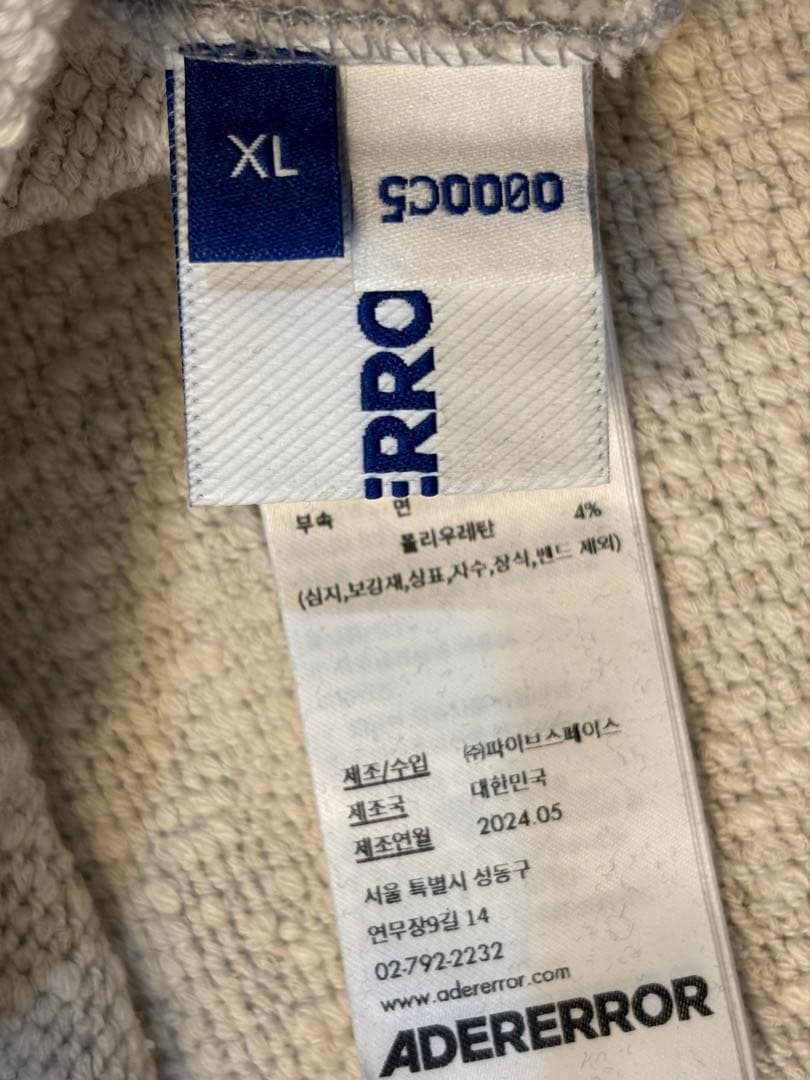 XL
0000C5
ERRO
부속 면 4%
폴리우레탄
(심지,보강재,상표,자수,장식,밴드 제외)
제조/수입 ㈜파이브스페이스
제조국 대한민국
제조연월 2024.05
서울 특별시 성동구
연무장9길 14
02-792-2232
www.adererror.com
ADERERROR